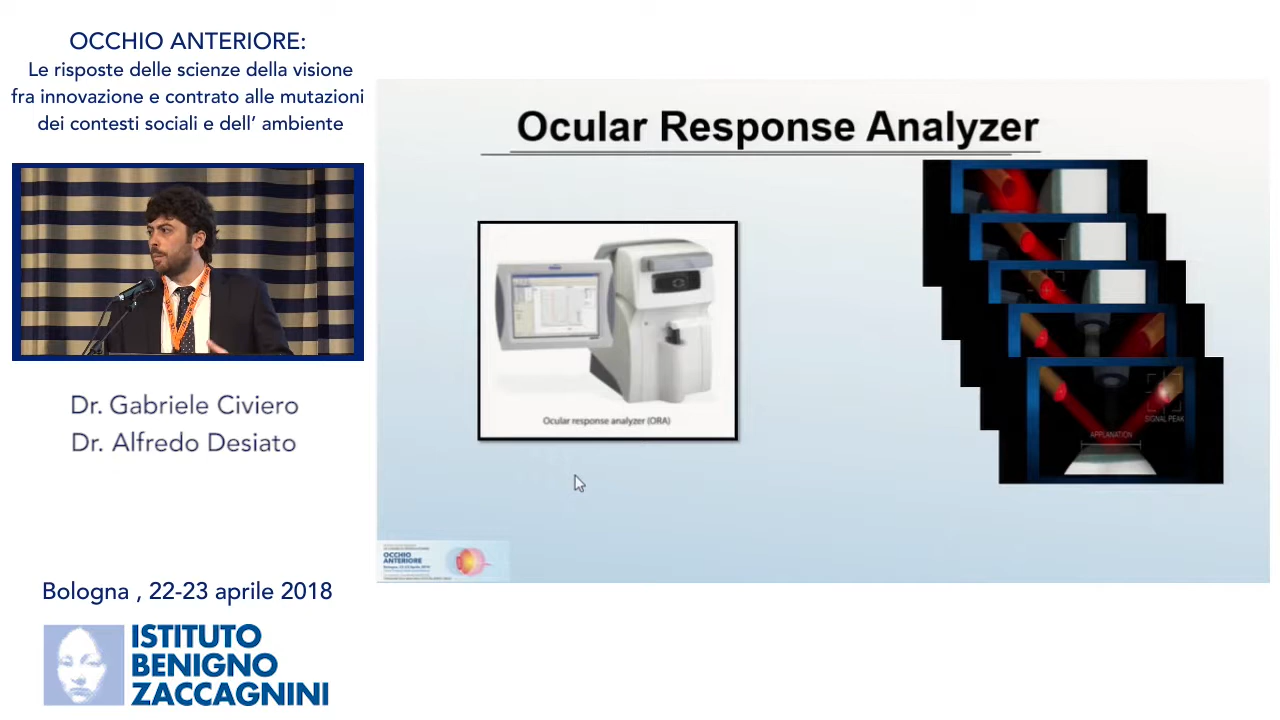 OCCHIO ANTERIORE:
Le risposte delle scienze della visione
fra innovazione e contrato alle mutazioni
dei contesti sociali e dell' ambiente
Ocular Response Analyzer
Ocular response analyzer (ORA)
SIGNAL PEAK
APPLANATION
Dr. Gabriele Civiero
Dr. Alfredo Desiato
OCCHIO
ANTERIORE
Bologna , 22-23 aprile 2018
ISTITUTO
BENIGNO
ZACCAGNINI